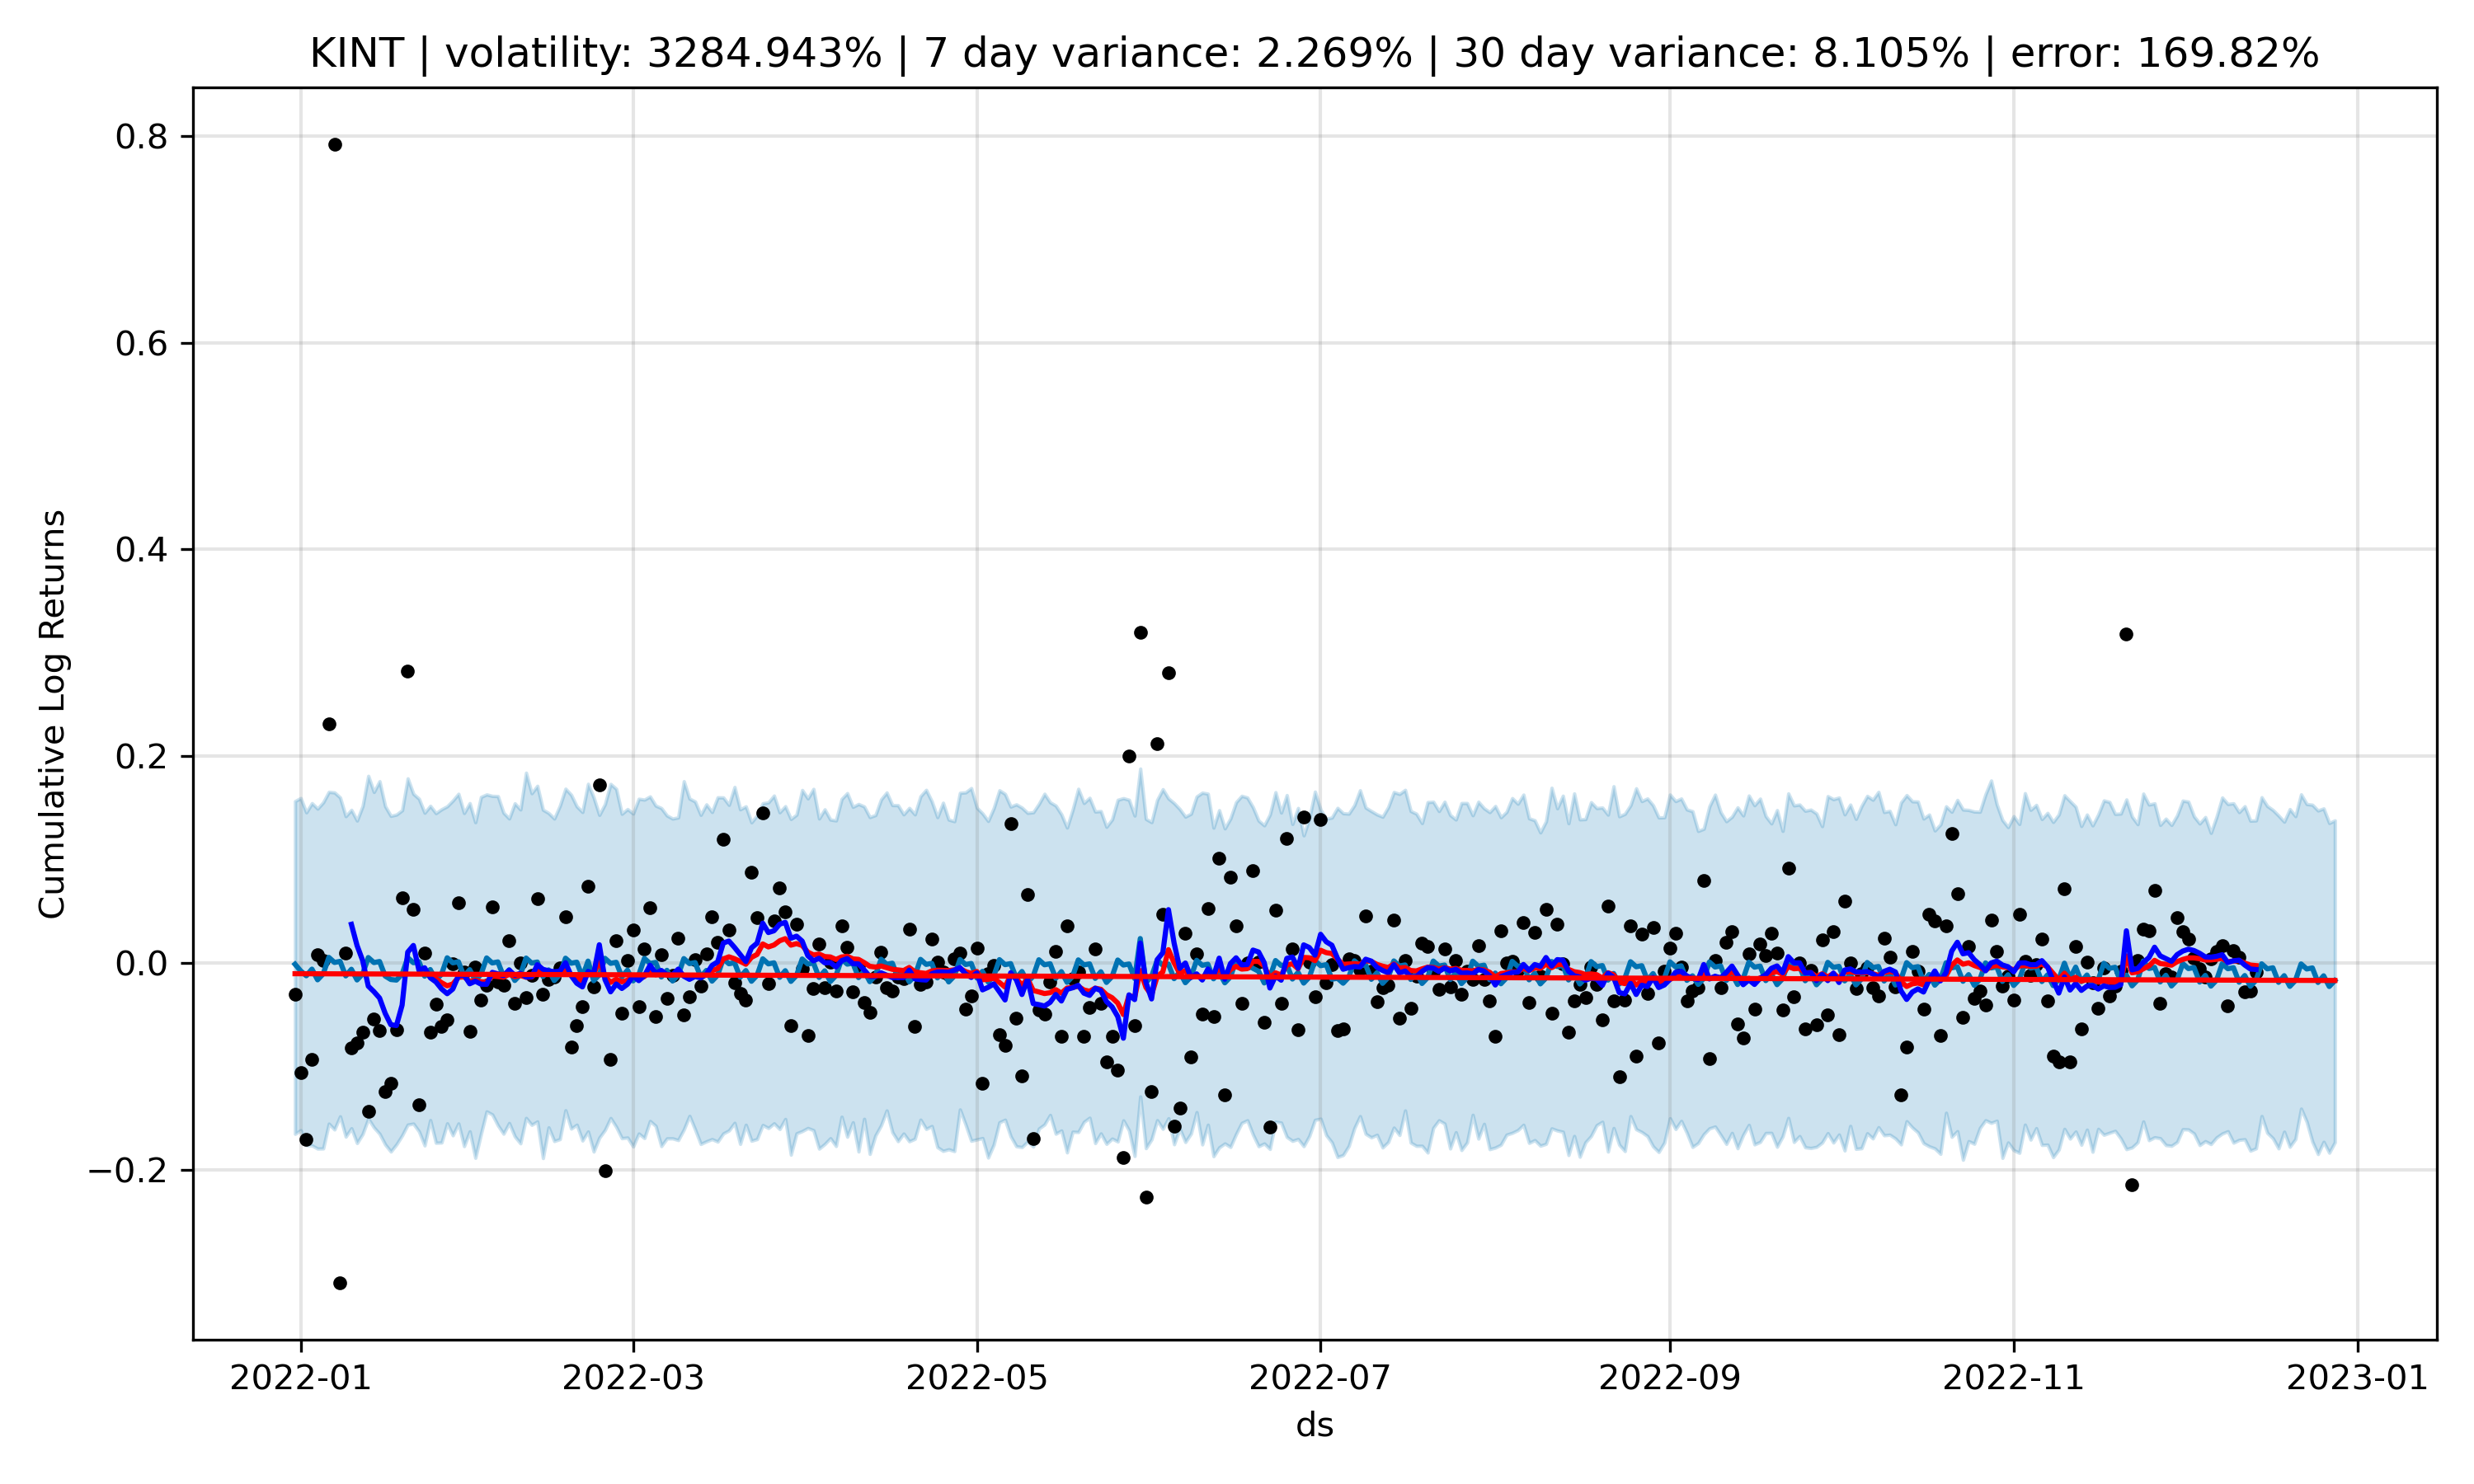 KINT | volatility: 3284.943% | 7 day variance: 2.269% | 30 day variance: 8.105% | error: 169.82%
0.8
0.6
0.4
0.2
0.0
−0.2
Cumulative Log Returns
2022-01 2022-03 2022-05 2022-07 2022-09 2022-11 2023-01
ds